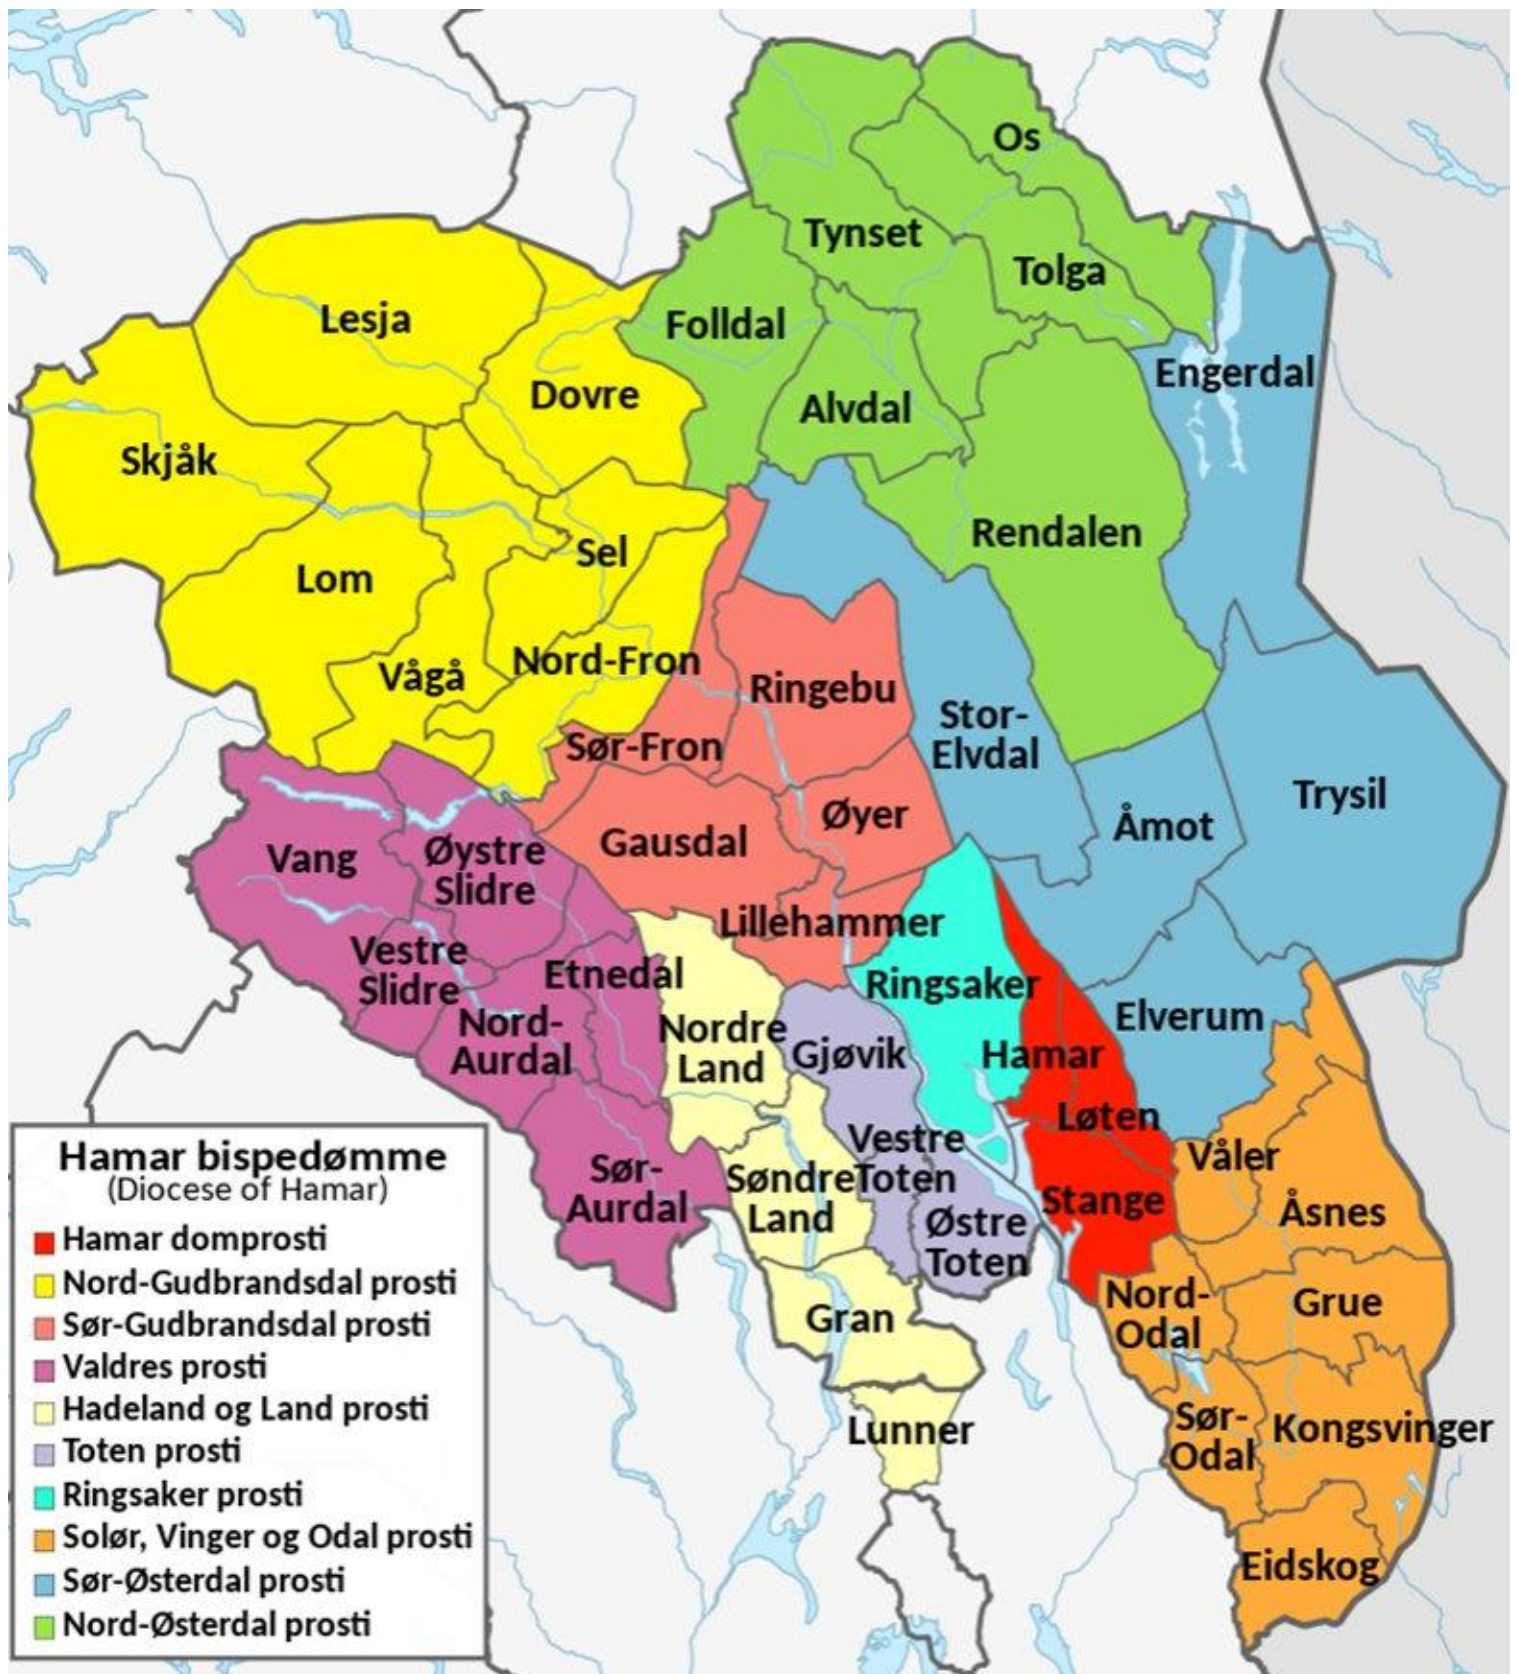 Os
Tynset
Tolga
Lesja
Folldal
Engerdal
Dovre
Alvdal
Skjåk
Rendalen
Sel
Lom
Nord-Fron
Vågå
Ringebu
Stor-
Elvdal
Sør-Fron
Trysil
Øyer
Åmot
Gausdal
Vang
Øystre
Slidre
Lillehammer
Vestre
Slidre
Etnedal
Ringsaker
Elverum
Nord-
Aurdal
Nordre
Land
Gjøvik
Hamar
Løten
Vestre
Toten
Våler
Sør-
Aurdal
Søndre
Land
Stange
Åsnes
Østre
Toten
Nord-
Odal
Grue
Gran
Lunner
Sør-
Odal
Kongsvinger
Eidskog
Hamar bispedømme
(Diocese of Hamar)
Hamar domprosti
Nord-Gudbrandsdal prosti
Sør-Gudbrandsdal prosti
Valdres prosti
Hadeland og Land prosti
Toten prosti
Ringsaker prosti
Solør, Vinger og Odal prosti
Sør-Østerdal prosti
Nord-Østerdal prosti